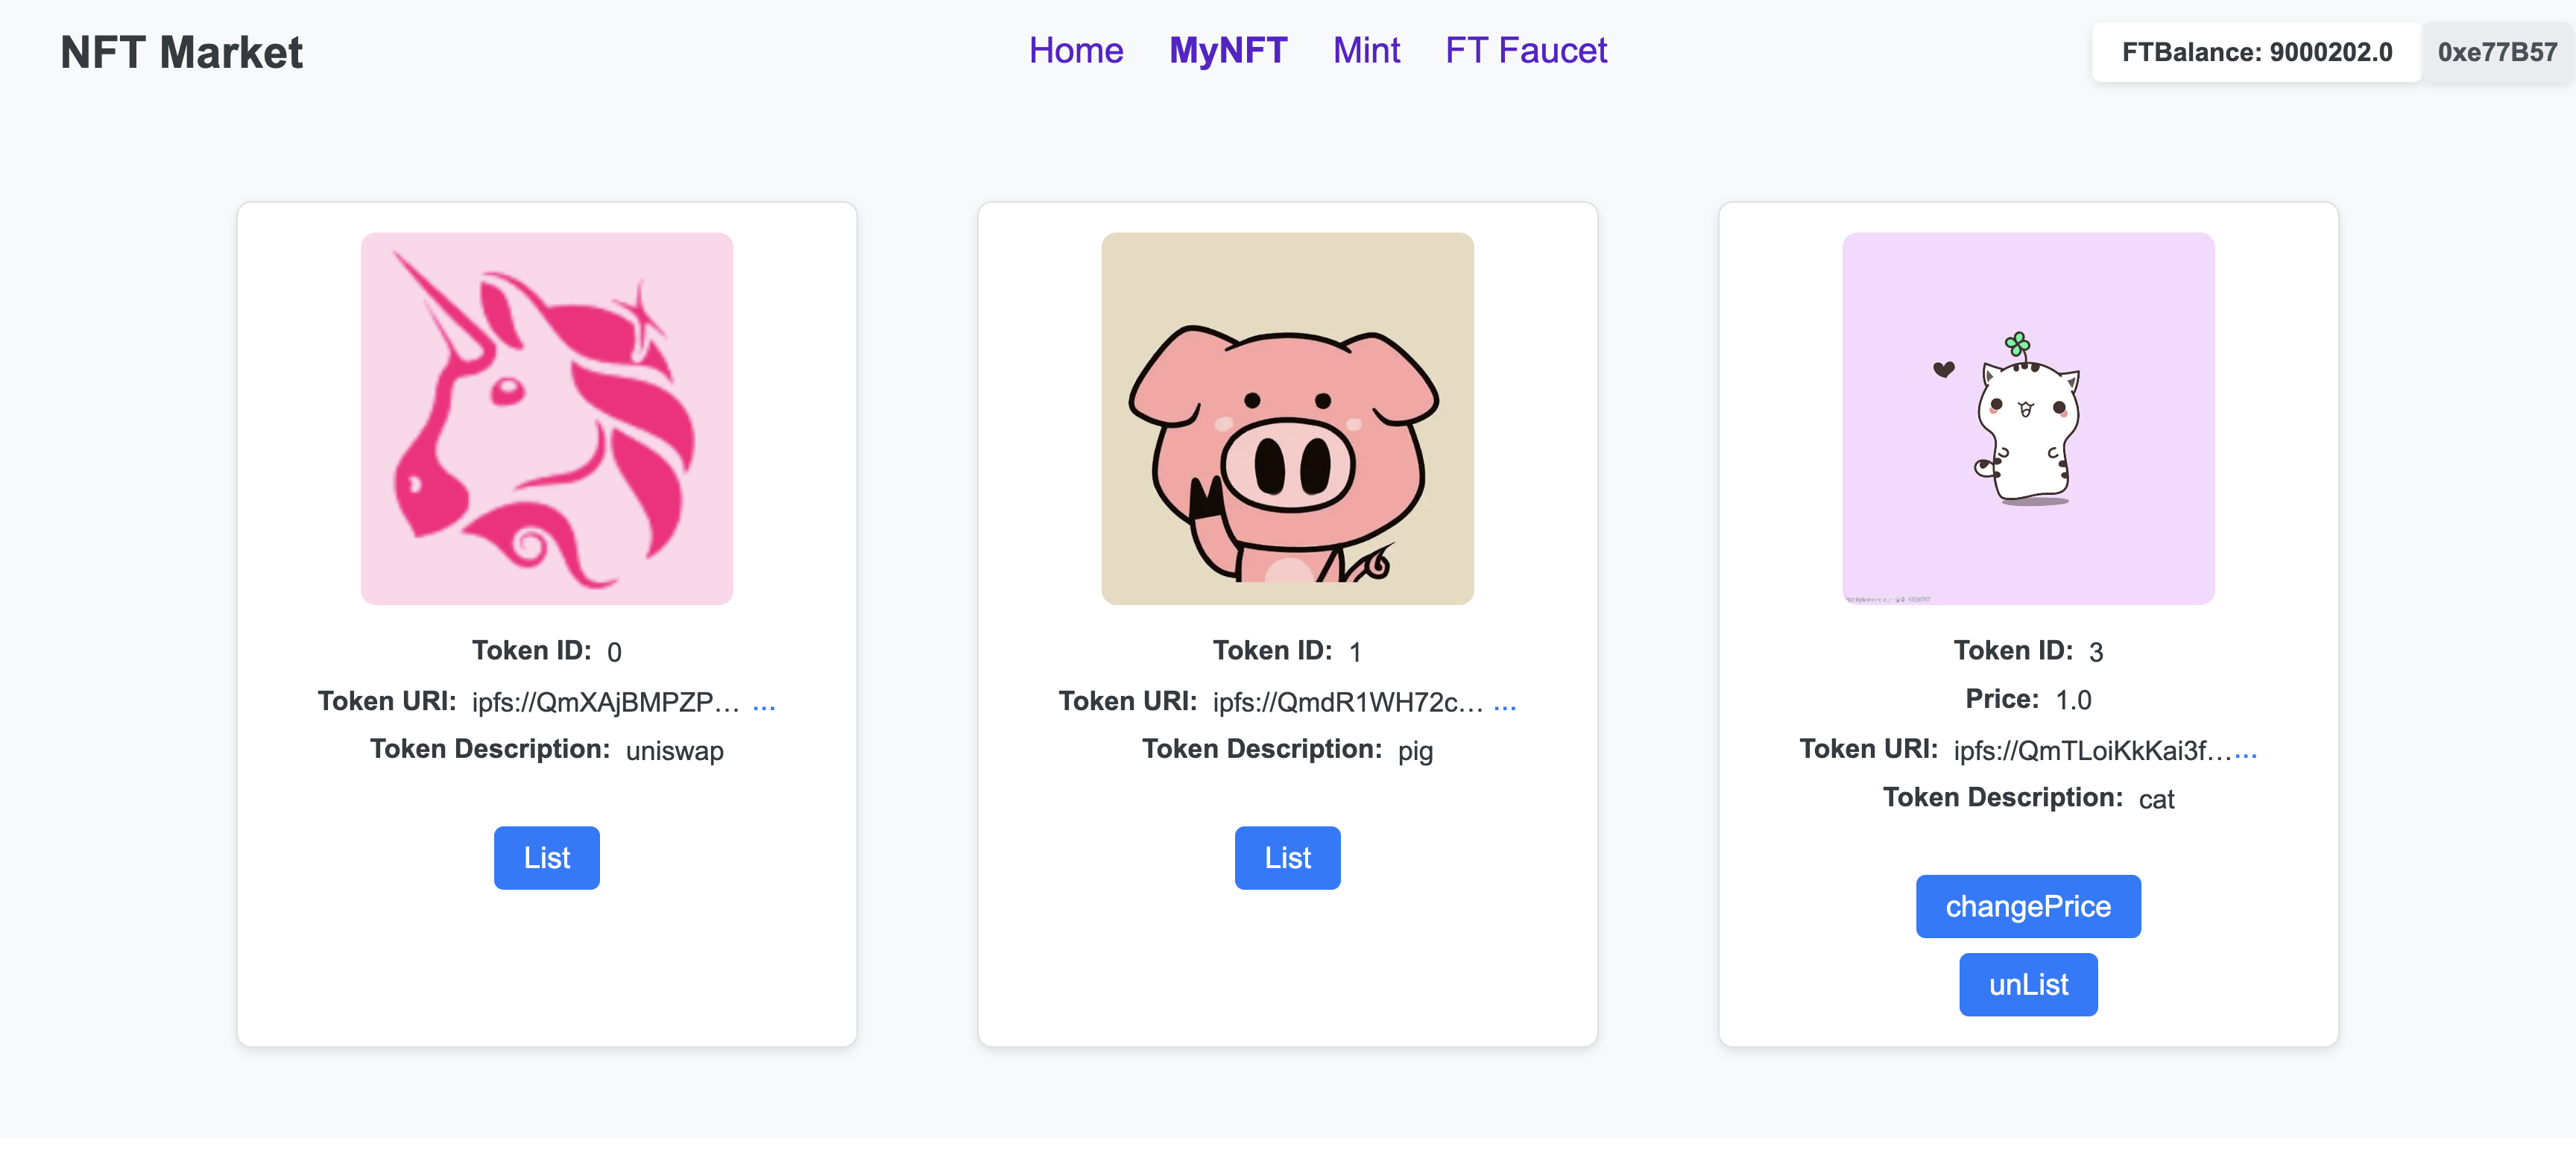 NFT Market
Home MyNFT Mint FT Faucet
FTBalance: 9000202.0 0xe77B57
Token ID: 0
Token URI: ipfs://QmXAjBMPZP... ...
Token Description: uniswap
List
Token ID: 1
Token URI: ipfs://QmdR1WH72c... ...
Token Description: pig
List
Token ID: 3
Price: 1.0
Token URI: ipfs://QmTLoiKkKai3f... ...
Token Description: cat
changePrice
unList